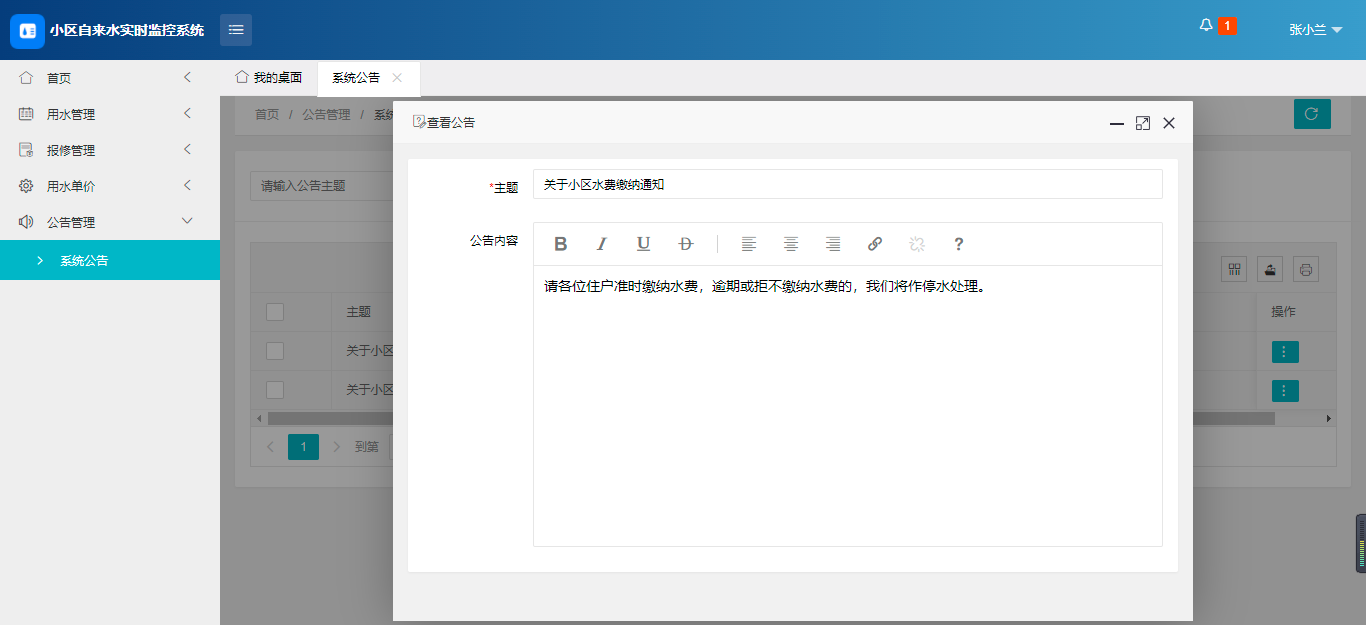 小区自来水实时监控系统
1
张小兰
首页
用水管理
报修管理
用水单价
公告管理
系统公告
我的桌面
系统公告
首页 / 公告管理 / 系统
请输入公告主题
主题
操作
关于小区
关于小区
1
到第
查看公告
*主题
关于小区水费缴纳通知
公告内容
B I U D ?
请各位住户准时缴纳水费，逾期或拒不缴纳水费的，我们将作停水处理。